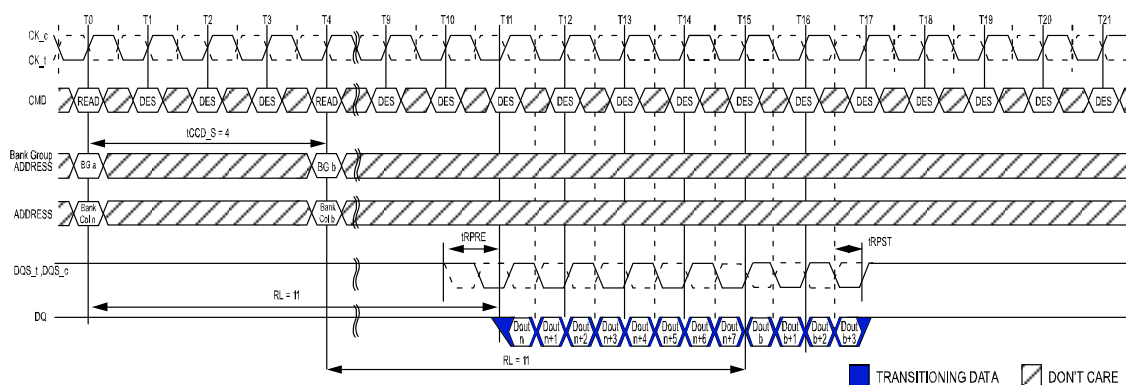 T0 T1 T2 T3 T4 T9 T10 T11 T12 T13 T14 T15 T16 T17 T18 T19 T20 T21
CK_c
CK_t
CMD READ DES DES DES READ DES DES DES DES DES DES DES DES DES DES DES DES DES
tCCD_S = 4
Bank Group
ADDRESS
BG a BG b
ADDRESS
Bank
Col n
Bank
Col b
tRPRE tRPST
DQS_t ,DQS_c
RL = 11
DQ
Dout Dout Dout Dout Dout Dout Dout Dout Dout Dout Dout Dout
n n+1 n+2 n+3 n+4 n+5 n+6 n+7 b b+1 b+2 b+3
RL = 11
TRANSITIONING DATA DON'T CARE